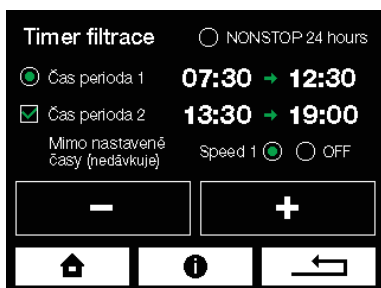 Timer filtrace NONSTOP 24 hours
Čas perioda 1 07:30 → 12:30
Čas perioda 2 13:30 → 19:00
Mimo nastavené
časy (nedávkuje) Speed 1 OFF
− +